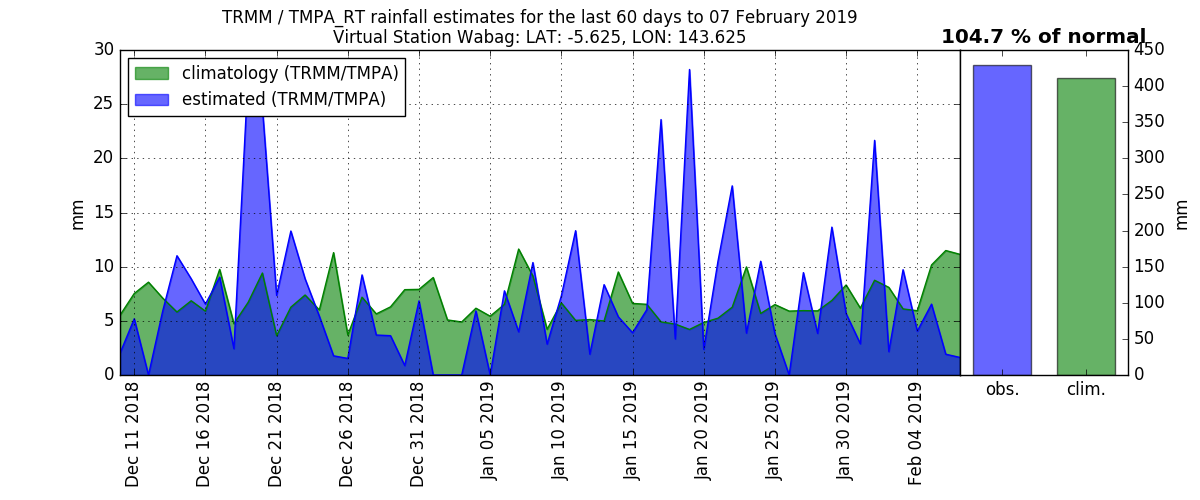 TRMM / TMPA_RT rainfall estimates for the last 60 days to 07 February 2019
Virtual Station Wabag: LAT: -5.625, LON: 143.625
104.7 % of normal
climatology (TRMM/TMPA)
estimated (TRMM/TMPA)
30
25
20
15
10
5
0
mm
Dec 11 2018
Dec 16 2018
Dec 21 2018
Dec 26 2018
Dec 31 2018
Jan 05 2019
Jan 10 2019
Jan 15 2019
Jan 20 2019
Jan 25 2019
Jan 30 2019
Feb 04 2019
obs.
clim.
450
400
350
300
250
200
150
100
50
0
mm